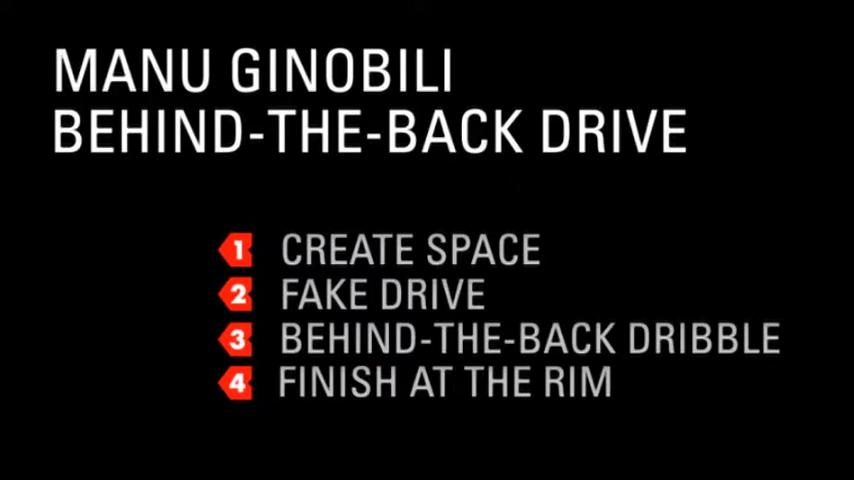 MANU GINOBILI
BEHIND-THE-BACK DRIVE
1 CREATE SPACE
2 FAKE DRIVE
3 BEHIND-THE-BACK DRIBBLE
4 FINISH AT THE RIM